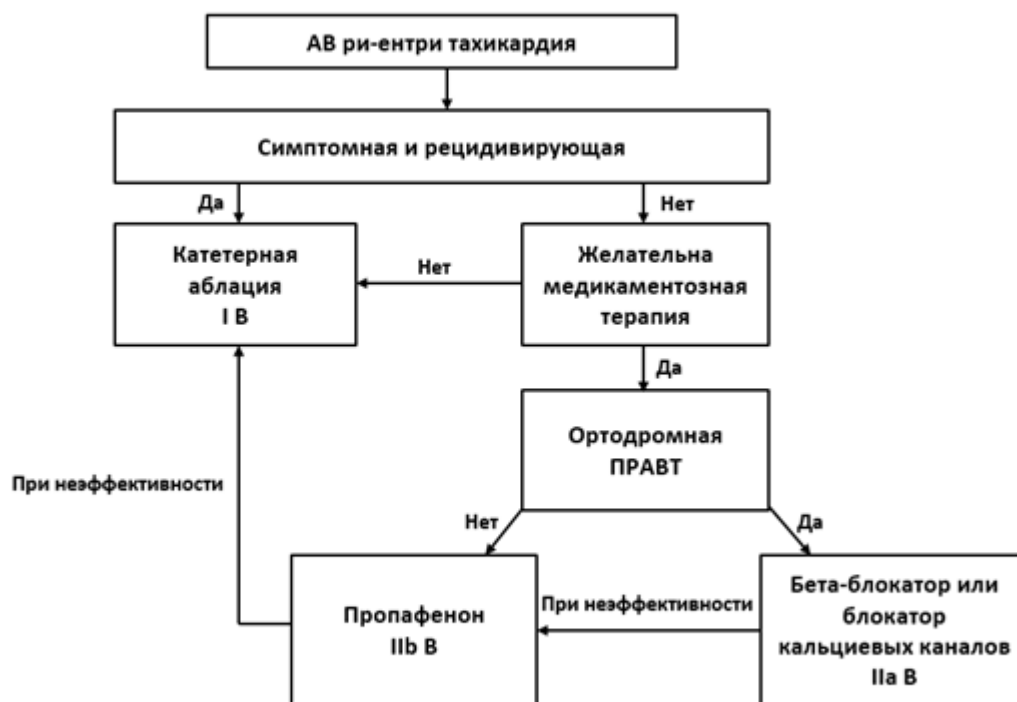 АВ ри-ентри тахикардия
Симптомная и рецидивирующая
Да
Нет
Катетерная
аблация
I B
Нет
Желательна
медикаментозная
терапия
Да
Ортодромная
ПРАВТ
При неэффективности
Нет
Да
Пропафенон
IIb B
При неэффективности
Бета-блокатор или
блокатор
кальциевых каналов
IIa B